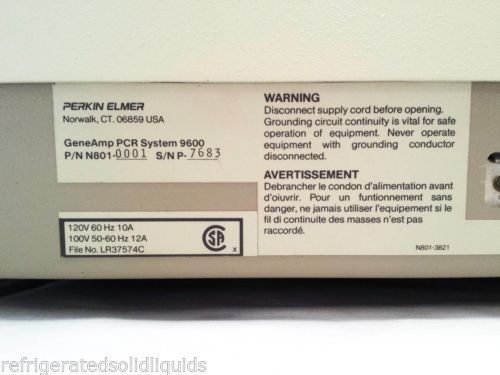 PERKIN ELMER
Norwalk, CT. 06859 USA
GeneAmp PCR System 9600
P/N N801-0001 S/N P-7683
120V 60 Hz 10A
100V 50-60 Hz 12A
File No. LR37574C
SA
x
WARNING
Disconnect supply cord before opening.
Grounding circuit continuity is vital for safe
operation of equipment. Never operate
equipment with grounding conductor
disconnected.
AVERTISSEMENT
Debrancher le condon d'alimentation avant
d'oiuvrir. Pour un funtionnement sans
danger, ne jamais utiliser l'equipement si le
fil di continuite des masses n'est pas
raccordé.
N801-3821
refrigeratedsolidliquids